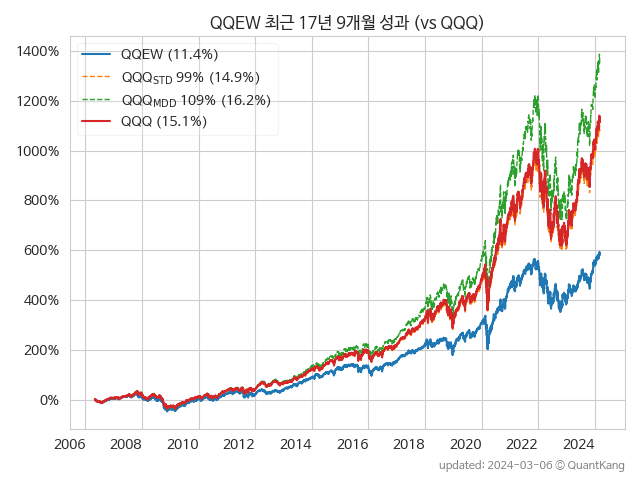 QQEW 최근 17년 9개월 성과 (vs QQQ)
QQEW (11.4%)
QQQSTD 99% (14.9%)
QQQMDD 109% (16.2%)
QQQ (15.1%)
1400%
1200%
1000%
800%
600%
400%
200%
0%
2006 2008 2010 2012 2014 2016 2018 2020 2022 2024
updated: 2024-03-06 © QuantKang